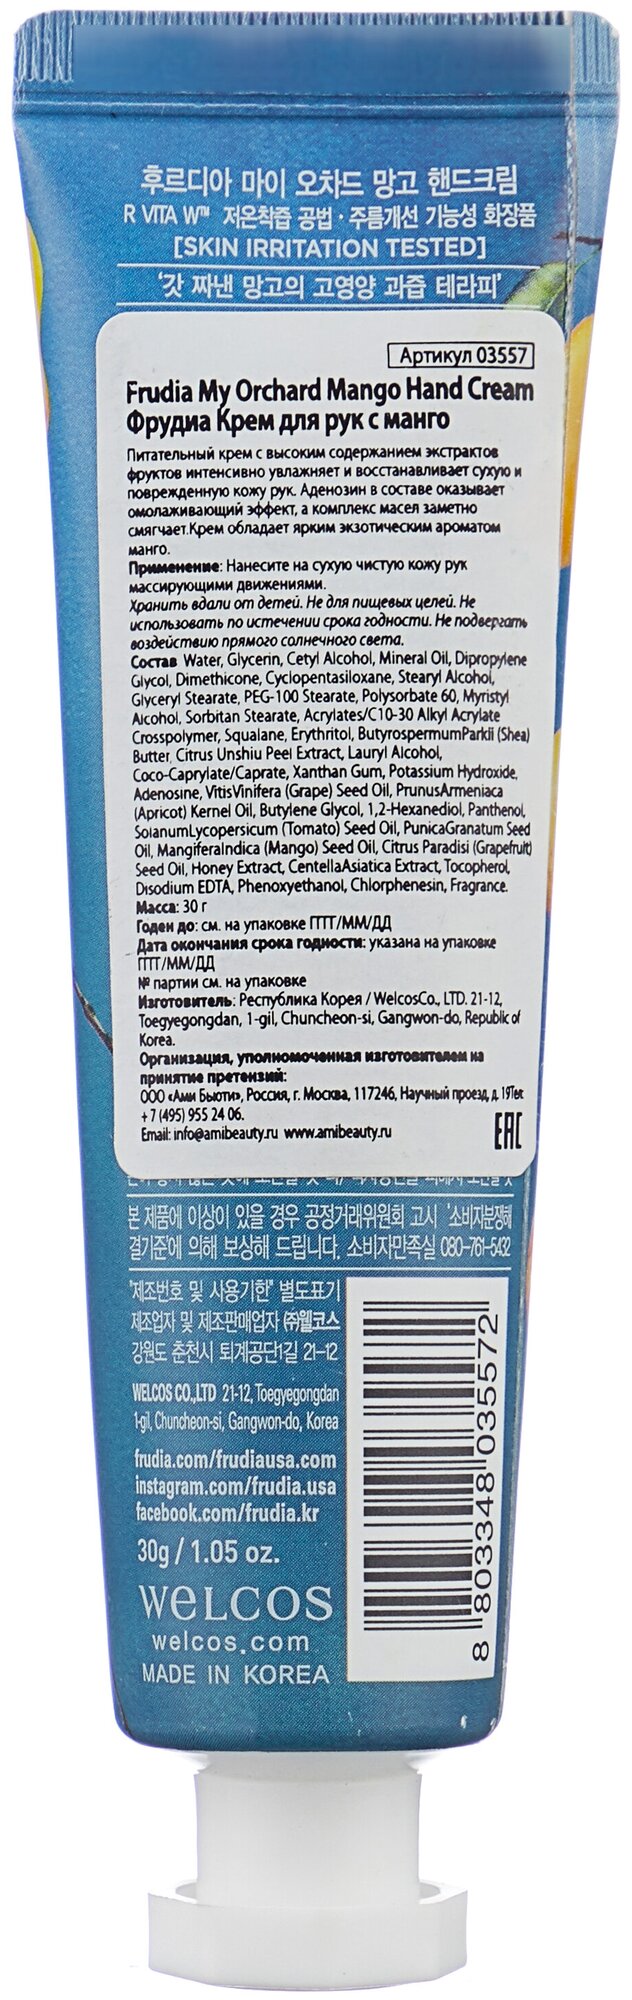 후르디아 마이 오차드 망고 핸드크림
R VITA W™ 저온착즙 공법 · 주름개선 기능성 화장품
[SKIN IRRITATION TESTED]
'갓 짜낸 망고의 고영양 과즙 테라피'
Артикул 03557
Frudia My Orchard Mango Hand Cream
Фрудиа Крем для рук с манго
Питательный крем с высоким содержанием экстрактов
фруктов интенсивно увлажняет и восстанавливает сухую и
поврежденную кожу рук. Аденозин в составе оказывает
омолаживающий эффект, а комплекс масел заметно
смягчает.Крем обладает ярким экзотическим ароматом
манго.
Применение: Нанесите на сухую чистую кожу рук
массирующими движениями.
Хранить вдали от детей. Не для пищевых целей. Не
использовать по истечении срока годности. Не подвергать
воздействию прямого солнечного света.
Состав Water, Glycerin, Cetyl Alcohol, Mineral Oil, Dipropylene
Glycol, Dimethicone, Cyclopentasiloxane, Stearyl Alcohol,
Glyceryl Stearate, PEG-100 Stearate, Polysorbate 60, Myristyl
Alcohol, Sorbitan Stearate, Acrylates/C10-30 Alkyl Acrylate
Crosspolymer, Squalane, Erythritol, ButyrospermumParkii (Shea)
Butter, Citrus Unshiu Peel Extract, Lauryl Alcohol,
Coco-Caprylate/Caprate, Xanthan Gum, Potassium Hydroxide,
Adenosine, VitisVinifera (Grape) Seed Oil, PrunusArmeniaca
(Apricot) Kernel Oil, Butylene Glycol, 1,2-Hexanediol, Panthenol,
SolanumLycopersicum (Tomato) Seed Oil, PunicaGranatum Seed
Oil, MangiferaIndica (Mango) Seed Oil, Citrus Paradisi (Grapefruit)
Seed Oil, Honey Extract, CentellaAsiatica Extract, Tocopherol,
Disodium EDTA, Phenoxyethanol, Chlorphenesin, Fragrance.
Масса: 30 г
Годен до: см. на упаковке ГГГГ/ММ/ДД
Дата окончания срока годности: указана на упаковке
ГГГГ/ММ/ДД
№ партии см. на упаковке
Изготовитель: Республика Корея / WelcosCo., LTD. 21-12,
Toegyegongdan, 1-gil, Chuncheon-si, Gangwon-do, Republic of
Korea.
Организация, уполномоченная изготовителем на
принятие претензий:
ООО «Ами Бьюти», Россия, г. Москва, 117246, Научный проезд, д. 19Тел:
+ 7 (495) 955 24 06.
Email: info@amibeauty.ru www.amibeauty.ru
EAC
본 제품에 이상이 있을 경우 공정거래위원회 고시 '소비자분쟁해
결기준'에 의해 보상해 드립니다. 소비자만족실 080-761-5432
"제조번호 및 사용기한" 별도표기
제조업자 및 제조판매업자 ㈜웰코스
강원도 춘천시 퇴계공단1길 21-12
WELCOS CO.,LTD 21-12, Toegyegongdan
1-gil, Chuncheon-si, Gangwon-do, Korea
frudia.com/frudiausa.com
instagram.com/frudia.usa
facebook.com/frudia.kr
30g / 1.05 oz.
WeLCOS
welcos.com
MADE IN KOREA
8 803348 035572